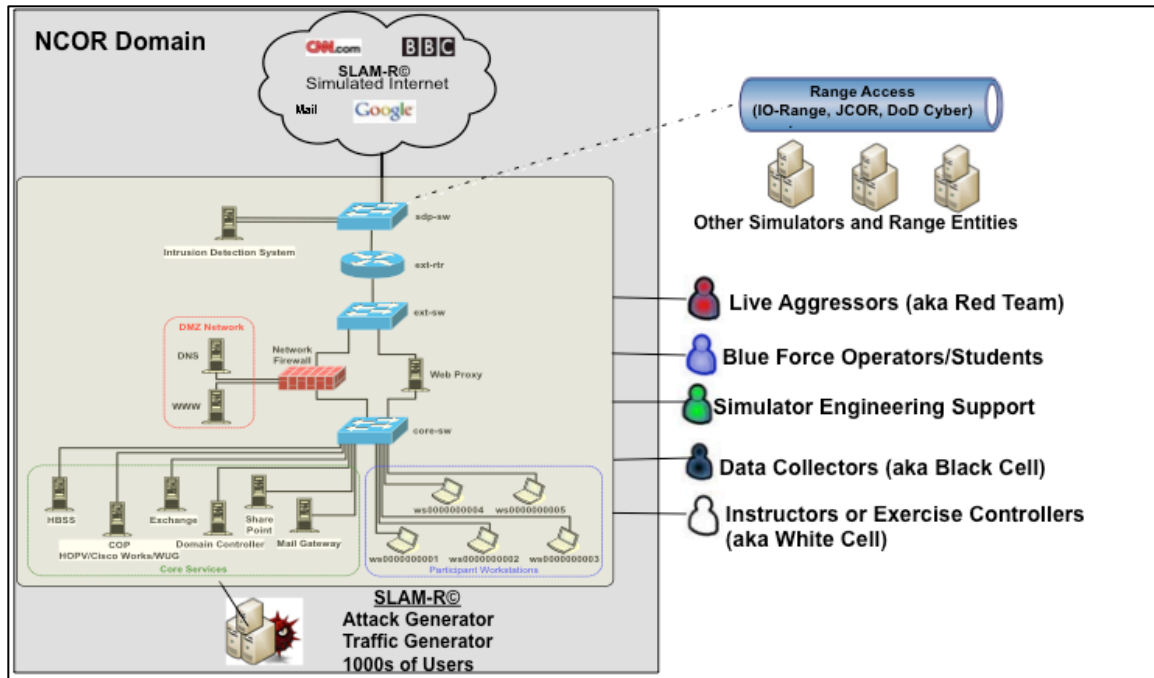 NCOR Domain
CNN.com
BBC
SLAM-R©
Simulated Internet
Mail
Google
Range Access
(IO-Range, JCOR, DoD Cyber)
Other Simulators and Range Entities
sdp-sw
Intrusion Detection System
ext-rtr
ext-sw
DMZ Network
DNS
WWW
Network
Firewall
Web Proxy
core-sw
HBSS
COP
HOPV/Cisco Works/WUG
Exchange
Domain Controller
Share
Point
Mail Gateway
Core Services
ws0000000004
ws0000000005
ws0000000001
ws0000000002
ws0000000003
Participant Workstations
Live Aggressors (aka Red Team)
Blue Force Operators/Students
Simulator Engineering Support
Data Collectors (aka Black Cell)
Instructors or Exercise Controllers
(aka White Cell)
SLAM-R©
Attack Generator
Traffic Generator
1000s of Users